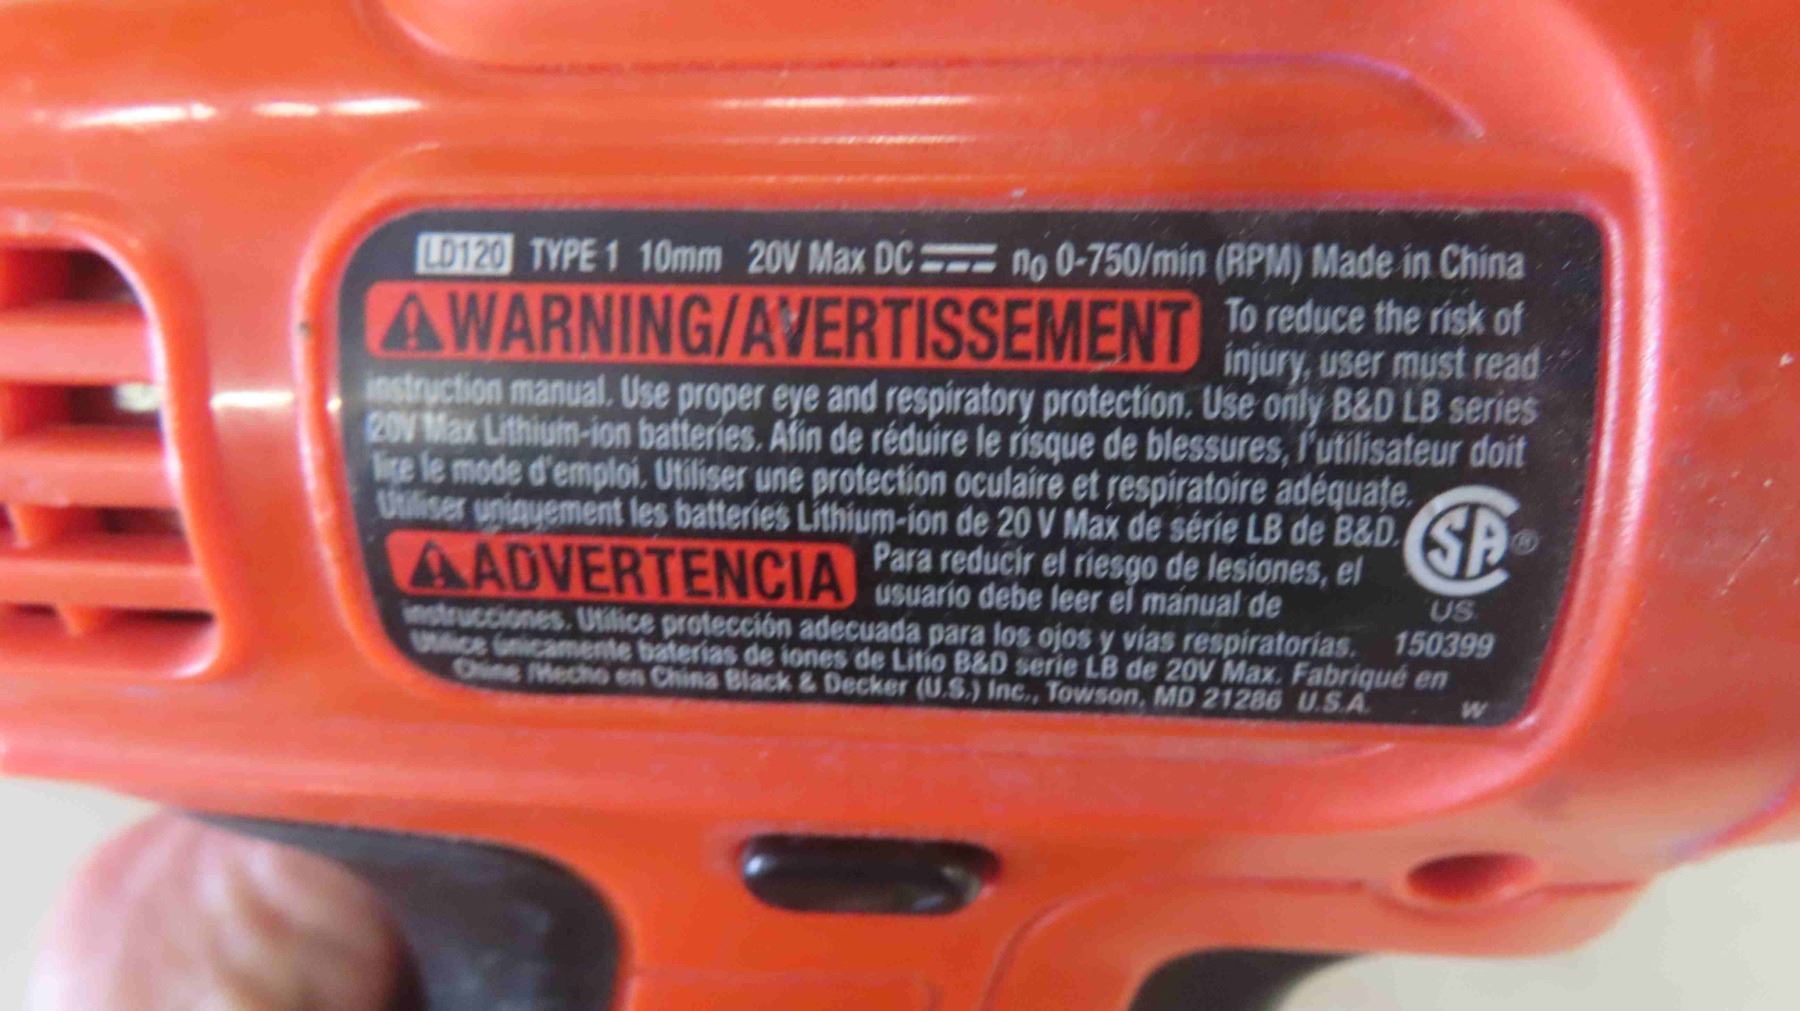 LD120 TYPE 1 10mm 20V Max DC n0 0-750/min (RPM) Made in China
WARNING/AVERTISSEMENT To reduce the risk of
injury, user must read
instruction manual. Use proper eye and respiratory protection. Use only B&D LB series
20V Max Lithium-ion batteries. Afin de réduire le risque de blessures, l'utilisateur doit
lire le mode d'emploi. Utiliser une protection oculaire et respiratoire adéquate.
Utiliser uniquement les batteries Lithium-ion de 20 V Max de série LB de B&D.
SA ®
US
ADVERTENCIA Para reducir el riesgo de lesiones, el
usuario debe leer el manual de
instrucciones. Utilice protección adecuada para los ojos y vías respiratorias. 150399
Utilice únicamente baterias de iones de Litio B&D serie LB de 20V Max. Fabriqué en
Chine /Hecho en China Black & Decker (U.S.) Inc., Towson, MD 21286 U.S.A. W